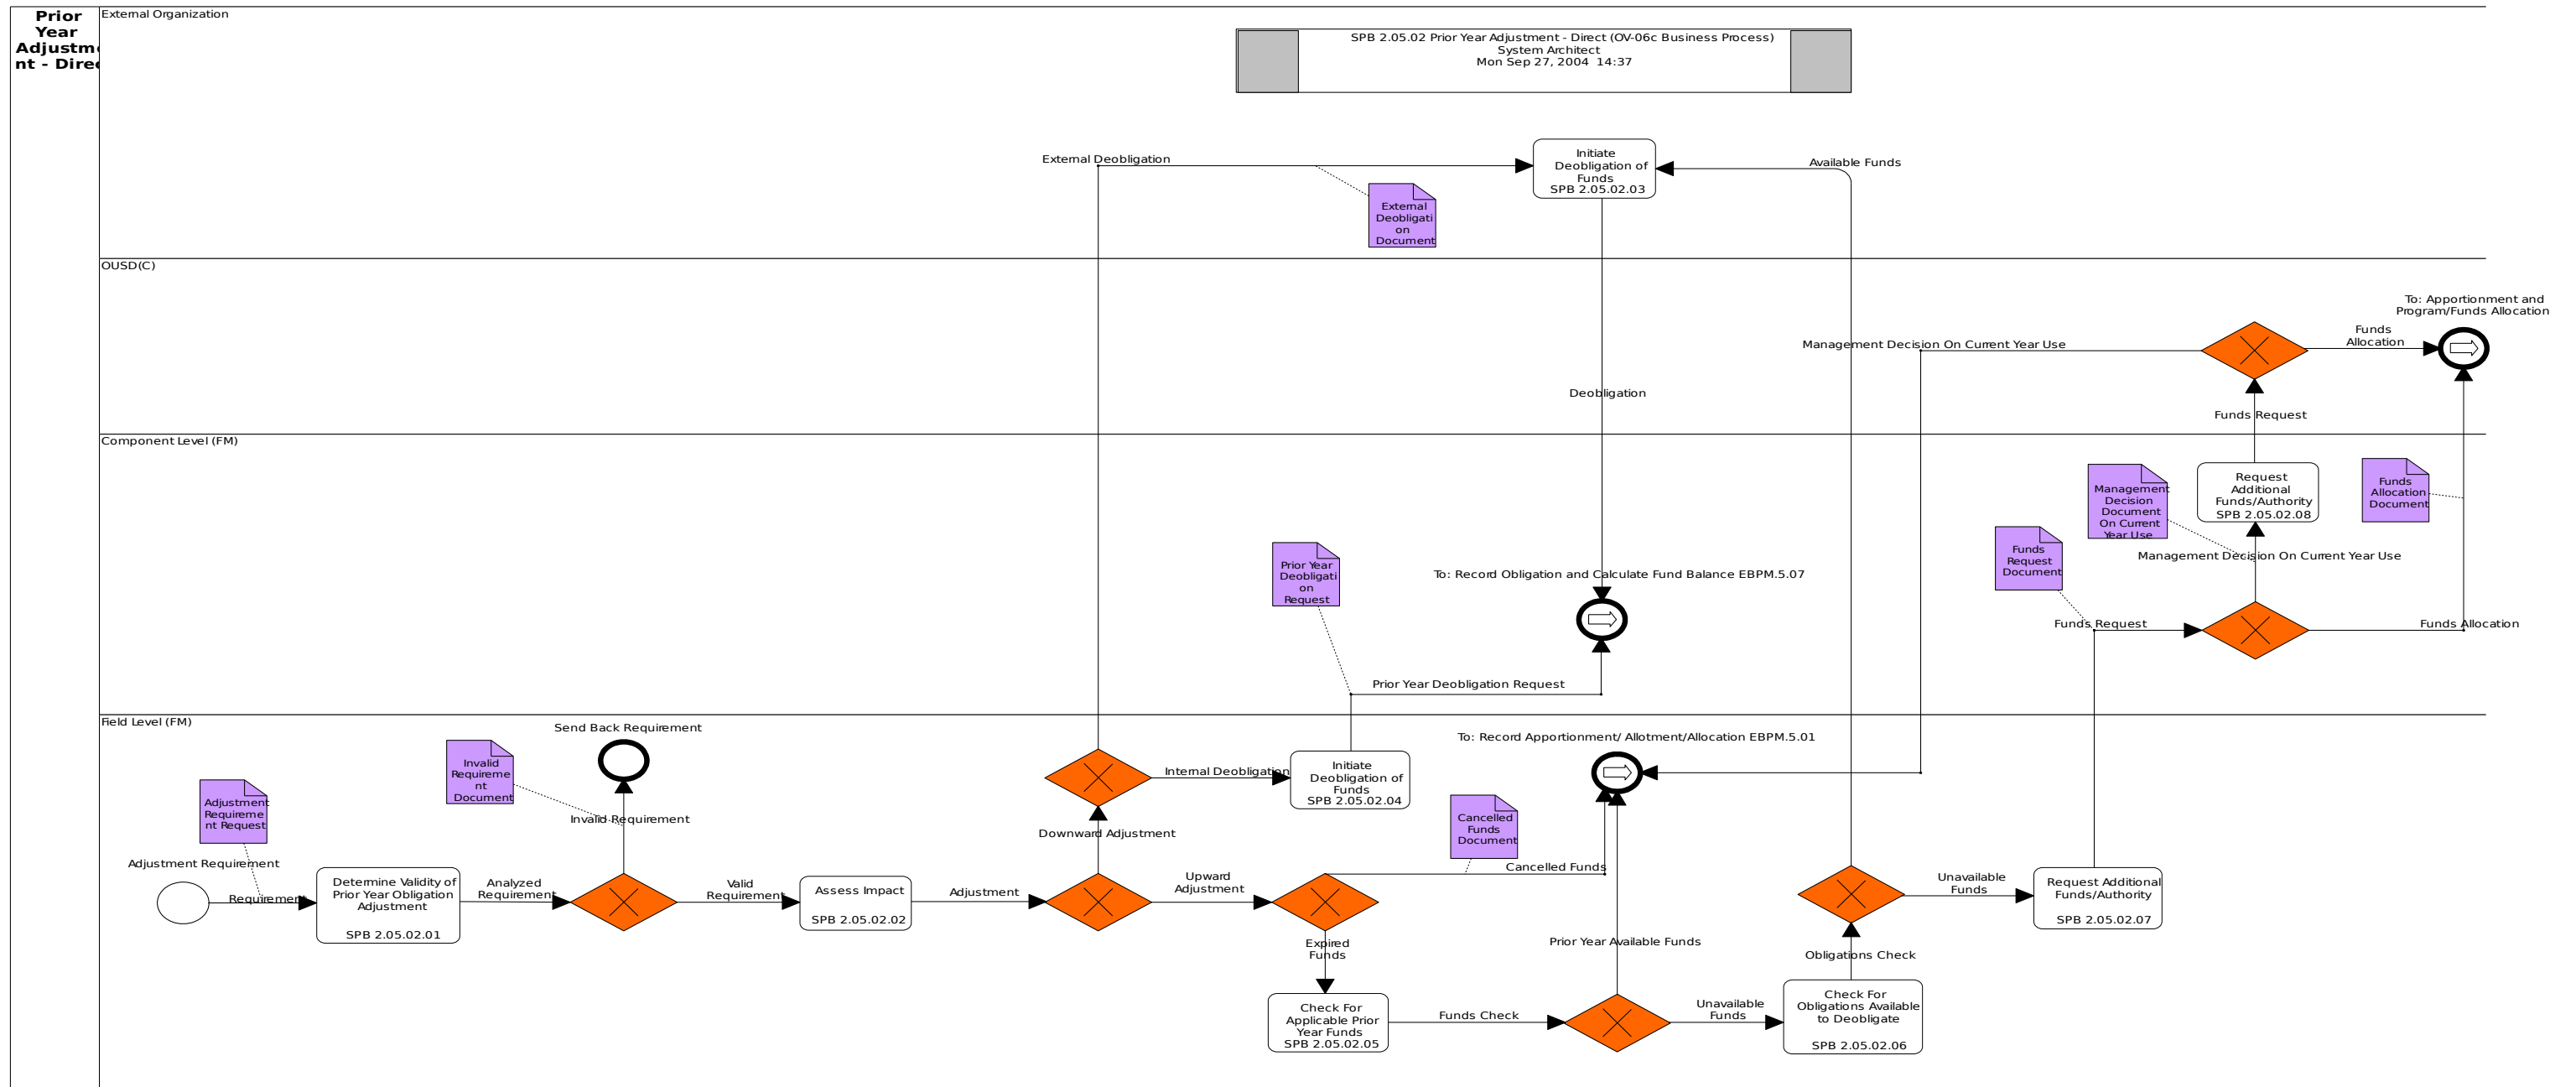 Prior
Year
Adjustme
nt - Direc
External Organization
SPB 2.05.02 Prior Year Adjustment - Direct (OV-06c Business Process)
System Architect
Mon Sep 27, 2004 14:37
External Deobligation
Initiate
Deobligation of
Funds
SPB 2.05.02.03
Available Funds
External
Deobligati
on
Document
OUSD(C)
To: Apportionment and
Program/Funds Allocation
Management Decision On Current Year Use
Funds
Allocation
Deobligation
Funds Request
Component Level (FM)
Management
Decision
Document
On Current
Year Use
Request
Additional
Funds/Authority
SPB 2.05.02.08
Funds
Allocation
Document
Prior Year
Deobligati
on
Request
To: Record Obligation and Calculate Fund Balance EBPM.5.07
Funds
Request
Document
Management Decision On Current Year Use
Funds Request
Funds Allocation
Prior Year Deobligation Request
Field Level (FM)
Send Back Requirement
To: Record Apportionment/ Allotment/Allocation EBPM.5.01
Invalid
Requireme
nt
Document
Internal Deobligation
Initiate
Deobligation of
Funds
SPB 2.05.02.04
Adjustment
Requireme
nt Request
Invalid Requirement
Downward Adjustment
Cancelled
Funds
Document
Adjustment Requirement
Requirement
Determine Validity of
Prior Year Obligation
Adjustment
SPB 2.05.02.01
Analyzed
Requirement
Valid
Requirement
Assess Impact
SPB 2.05.02.02
Adjustment
Upward
Adjustment
Cancelled Funds
Unavailable
Funds
Request Additional
Funds/Authority
SPB 2.05.02.07
Expired
Funds
Prior Year Available Funds
Obligations Check
Check For
Applicable Prior
Year Funds
SPB 2.05.02.05
Funds Check
Unavailable
Funds
Check For
Obligations Available
to Deobligate
SPB 2.05.02.06